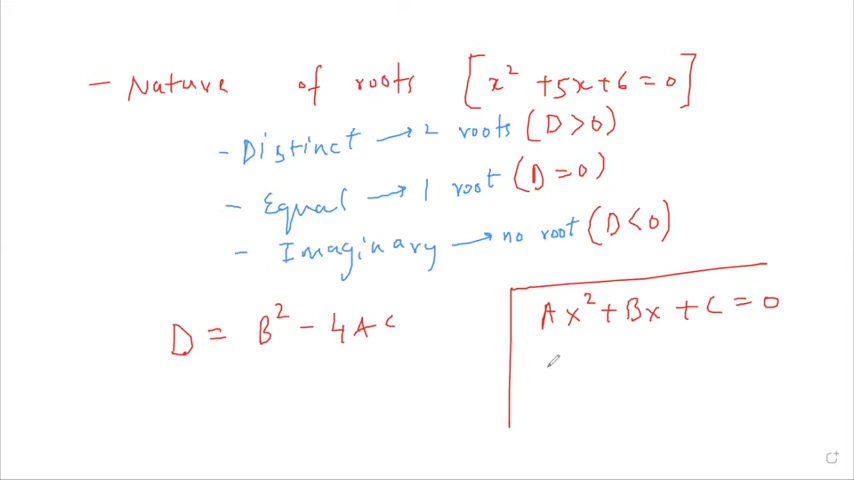 - Nature of roots [x² +5x+6=0]
- Distinct → 2 roots (D>0)
- Equal → 1 root (D=0)
- Imaginary → no root (D<0)
Ax²+Bx+C=0
D = B² - 4AC